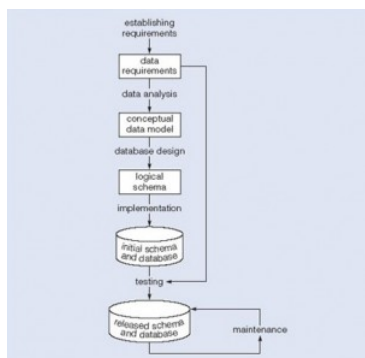 establishing
requirements
data
requirements
data analysis
conceptual
data model
database design
logical
schema
implementation
initial schema
and database
testing
released schema
and database
maintenance